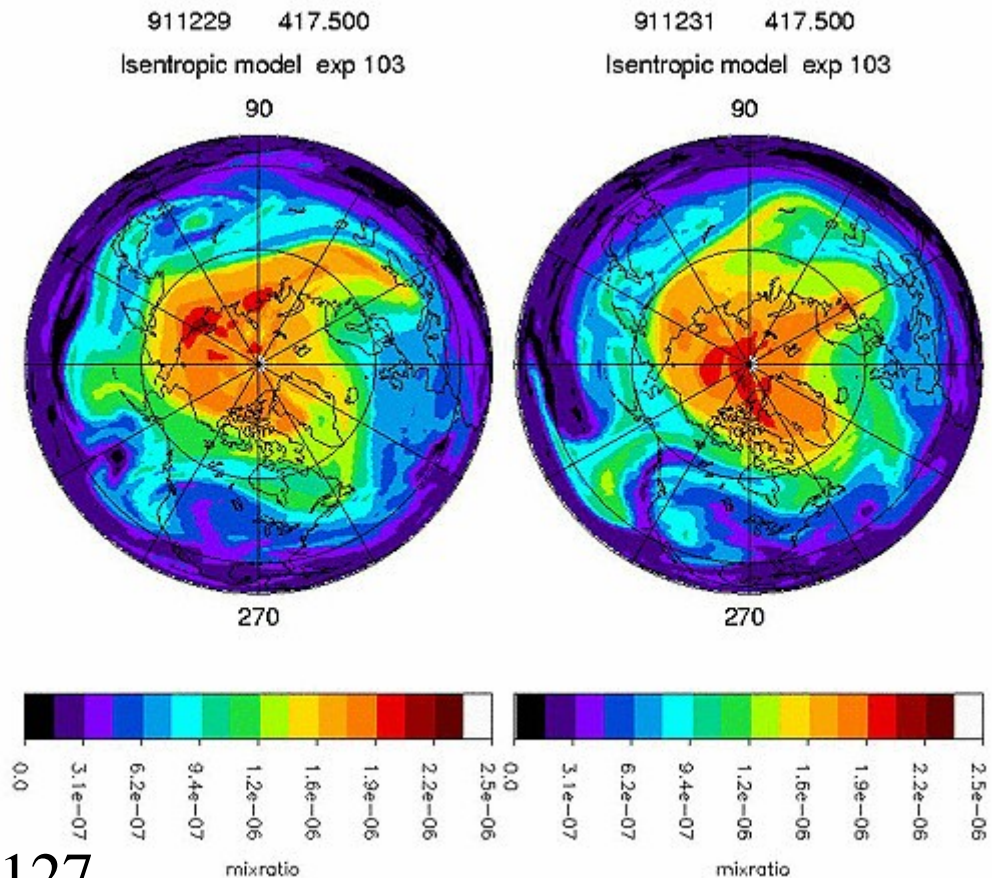 911229 417.500
Isentropic model exp 103
90
270
0.0 3.1e−07 6.2e−07 9.4e−07 1.2e−06 1.6e−06 1.9e−06 2.2e−06 2.5e−06
mixratio
911231 417.500
Isentropic model exp 103
90
270
0.0 3.1e−07 6.2e−07 9.4e−07 1.2e−06 1.6e−06 1.9e−06 2.2e−06 2.5e−06
mixratio
127